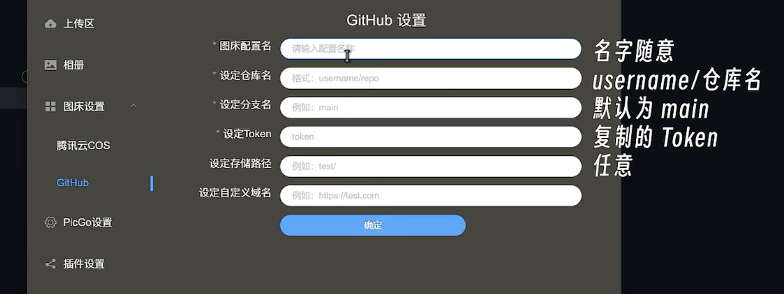 GitHub 设置
上传区
相册
图床设置
腾讯云COS
GitHub
PicGo设置
插件设置
* 图床配置名
请输入配置名称
名字随意
* 设定仓库名
格式：username/repo
username/仓库名
* 设定分支名
例如：main
默认为 main
* 设定Token
token
复制的 Token
设定存储路径
例如：test/
任意
设定自定义域名
例如：https://test.com
确定